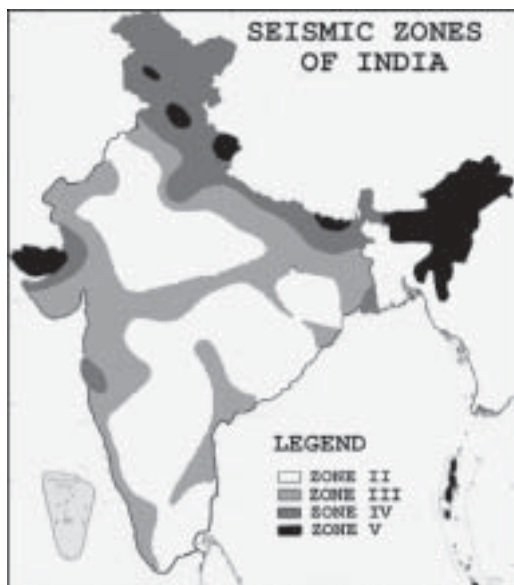 SEISMIC ZONES
OF INDIA
LEGEND
ZONE II
ZONE III
ZONE IV
ZONE V